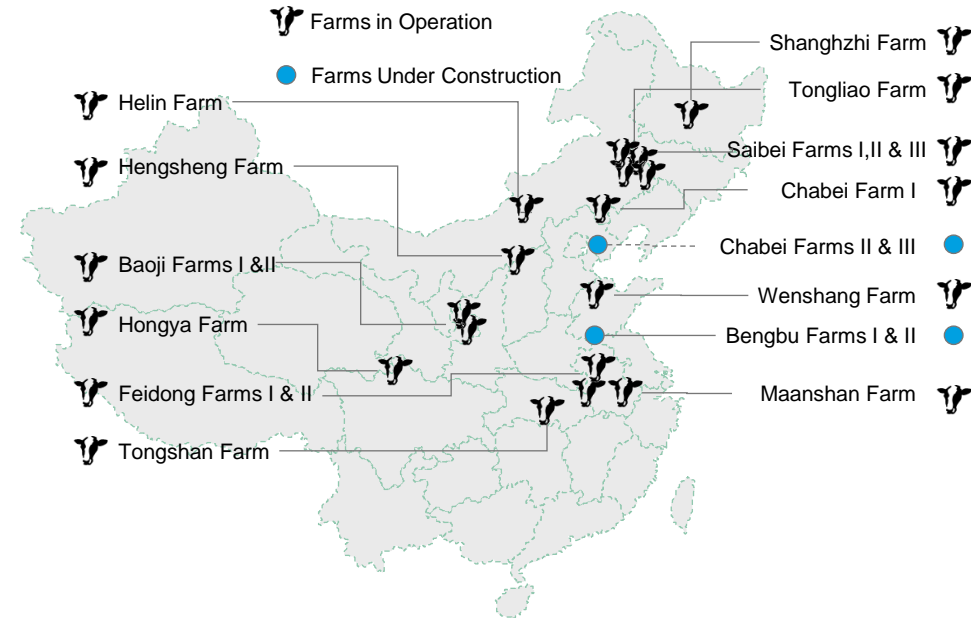 Farms in Operation
Farms Under Construction
Helin Farm
Hengsheng Farm
Baoji Farms I &II
Hongya Farm
Feidong Farms I & II
Tongshan Farm
Shanghzhi Farm
Tongliao Farm
Saibei Farms I,II & III
Chabei Farm I
Chabei Farms II & III
Wenshang Farm
Bengbu Farms I & II
Maanshan Farm